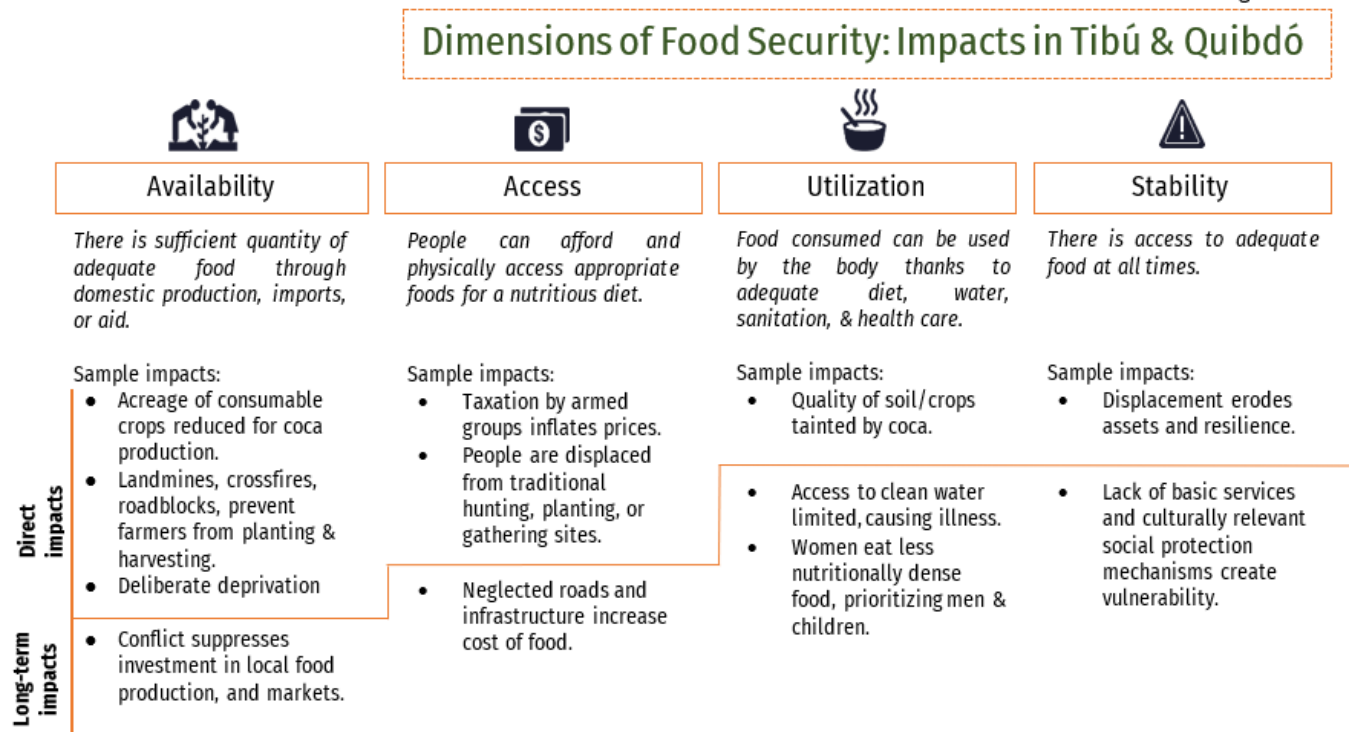 Dimensions of Food Security: Impacts in Tibú & Quibdó
Availability
There is sufficient quantity of
adequate food through
domestic production, imports,
or aid.
Sample impacts:
● Acreage of consumable
crops reduced for coca
production.
● Landmines, crossfires,
roadblocks, prevent
farmers from planting &
harvesting.
● Deliberate deprivation
● Conflict suppresses
investment in local food
production, and markets.
Access
People can afford and
physically access appropriate
foods for a nutritious diet.
Sample impacts:
● Taxation by armed
groups inflates prices.
● People are displaced
from traditional
hunting, planting, or
gathering sites.
● Neglected roads and
infrastructure increase
cost of food.
Utilization
Food consumed can be used
by the body thanks to
adequate diet, water,
sanitation, & health care.
Sample impacts:
● Quality of soil/crops
tainted by coca.
● Access to clean water
limited, causing illness.
● Women eat less
nutritionally dense
food, prioritizing men &
children.
Stability
There is access to adequate
food at all times.
Sample impacts:
● Displacement erodes
assets and resilience.
● Lack of basic services
and culturally relevant
social protection
mechanisms create
vulnerability.
Direct
impacts
Long-term
impacts